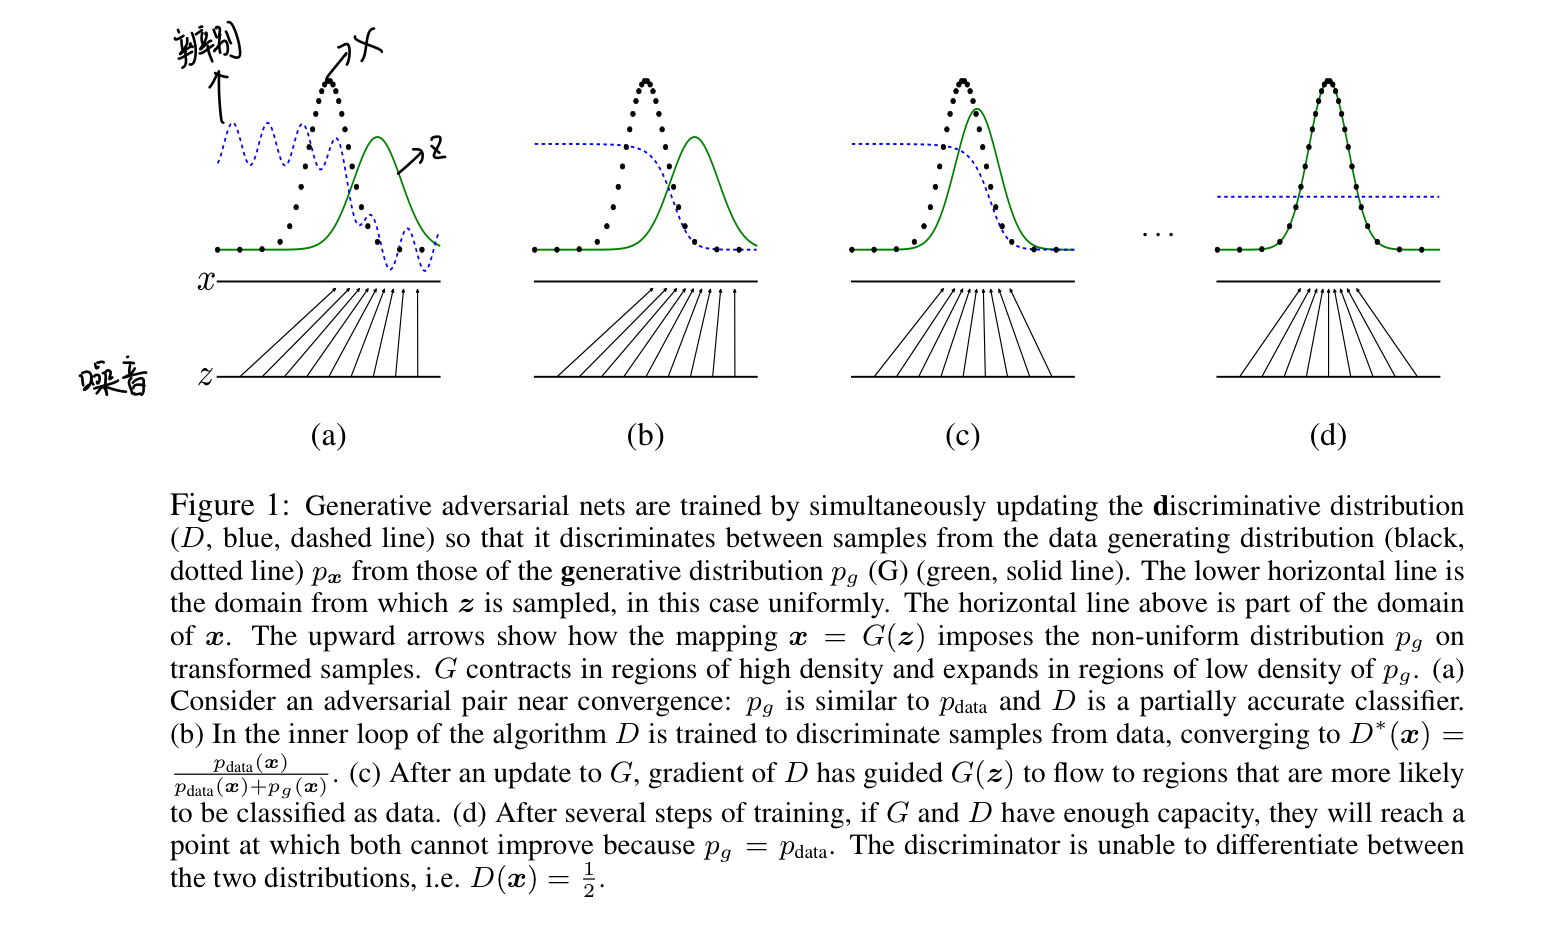 辨别
X
z
x
噪音
z
(a)
(b)
(c)
...
(d)
Figure 1: Generative adversarial nets are trained by simultaneously updating the discriminative distribution
(D, blue, dashed line) so that it discriminates between samples from the data generating distribution (black,
dotted line) pₓ from those of the generative distribution p_g (G) (green, solid line). The lower horizontal line is
the domain from which z is sampled, in this case uniformly. The horizontal line above is part of the domain
of x. The upward arrows show how the mapping x = G(z) imposes the non-uniform distribution p_g on
transformed samples. G contracts in regions of high density and expands in regions of low density of p_g. (a)
Consider an adversarial pair near convergence: p_g is similar to p_data and D is a partially accurate classifier.
(b) In the inner loop of the algorithm D is trained to discriminate samples from data, converging to D*(x) =
p_data(x) / (p_data(x)+p_g(x)). (c) After an update to G, gradient of D has guided G(z) to flow to regions that are more likely
to be classified as data. (d) After several steps of training, if G and D have enough capacity, they will reach a
point at which both cannot improve because p_g = p_data. The discriminator is unable to differentiate between
the two distributions, i.e. D(x) = 1/2.